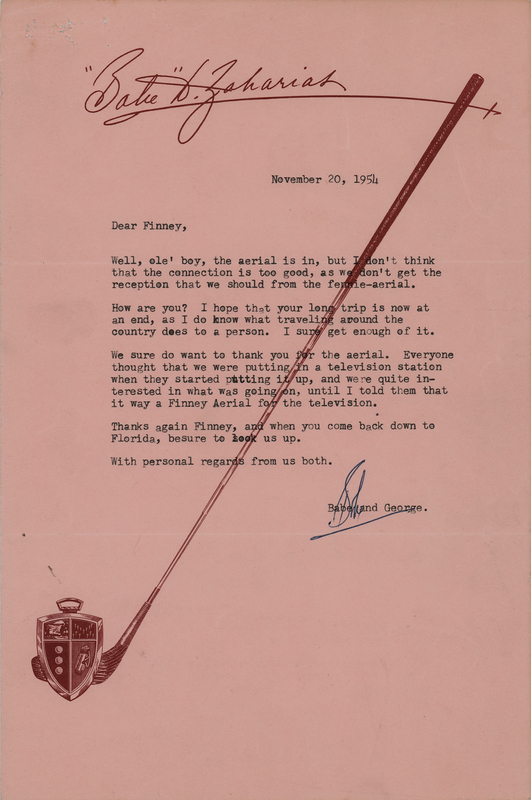 "Babe" D. Zaharias
November 20, 1954
Dear Finney,
Well, ole' boy, the aerial is in, but I don't think
that the connection is too good, as we don't get the
reception that we should from the fennie-aerial.
How are you? I hope that your long trip is now at
an end, as I do know what traveling around the
country does to a person. I sure get enough of it.
We sure do want to thank you for the aerial. Everyone
thought that we were putting in a television station
when they started putting it up, and were quite in-
terested in what was going on, until I told them that
it way a Finney Aerial for the television.
Thanks again Finney, and when you come back down to
Florida, besure to look us up.
With personal regards from us both.
Babe and George.